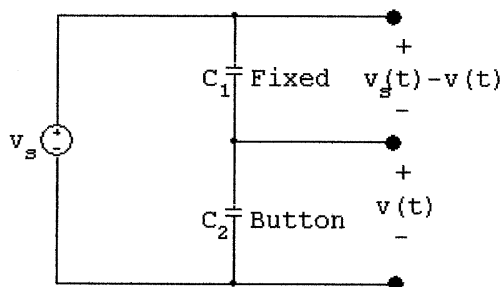 +
C1 Fixed vs(t)-v(t)
-
vs + -
+
v(t)
C2 Button
-